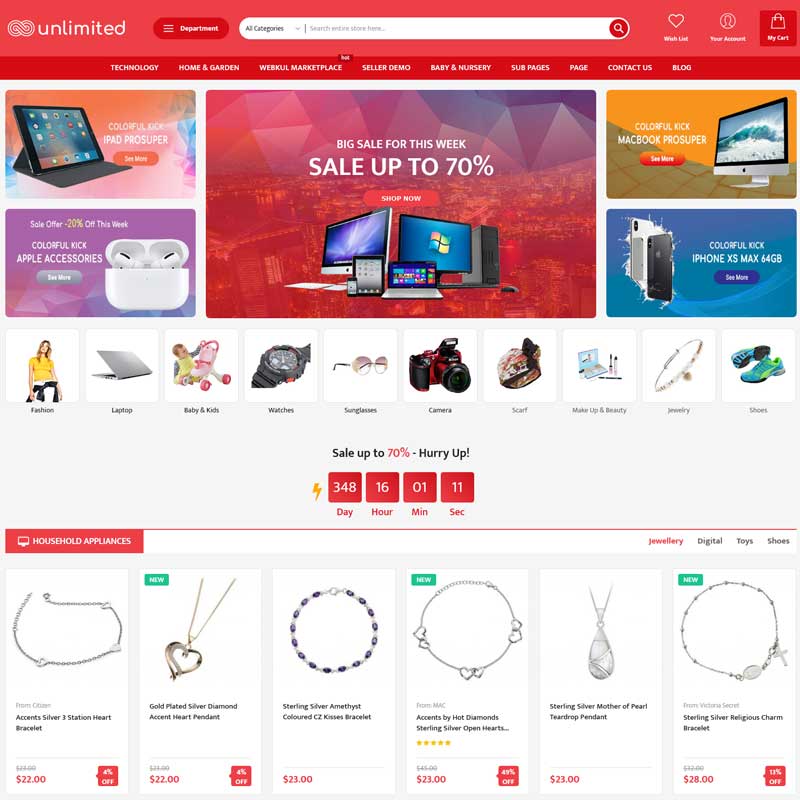 unlimited
Department
All Categories
Search entire store here...
Wish List
Your Account
My Cart
hot
TECHNOLOGY HOME & GARDEN WEBKUL MARKETPLACE SELLER DEMO BABY & NURSERY SUB PAGES PAGE CONTACT US BLOG
COLORFUL KICK
IPAD PROSUPER
See More
Sale Offer -20% Off This Week
COLORFUL KICK
APPLE ACCESSORIES
See More
BIG SALE FOR THIS WEEK
SALE UP TO 70%
SHOP NOW
COLORFUL KICK
MACBOOK PROSUPER
See More
COLORFUL KICK
IPHONE XS MAX 64GB
See More
Fashion Laptop Baby & Kids Watches Sunglasses Camera Scarf Make Up & Beauty Jewelry Shoes
Sale up to 70% - Hurry Up!
348 16 01 11
Day Hour Min Sec
HOUSEHOLD APPLIANCES
Jewellery Digital Toys Shoes
From: Citizen
Accents Silver 3 Station Heart
Bracelet
$23.00
$22.00
4%
OFF
NEW
Gold Plated Silver Diamond
Accent Heart Pendant
$23.00
$22.00
4%
OFF
Sterling Silver Amethyst
Coloured CZ Kisses Bracelet
$23.00
NEW
From: MAC
Accents by Hot Diamonds
Sterling Silver Open Hearts...
$45.00
$23.00
49%
OFF
Sterling Silver Mother of Pearl
Teardrop Pendant
$23.00
NEW
From: Victoria Secret
Sterling Silver Religious Charm
Bracelet
$32.00
$28.00
13%
OFF